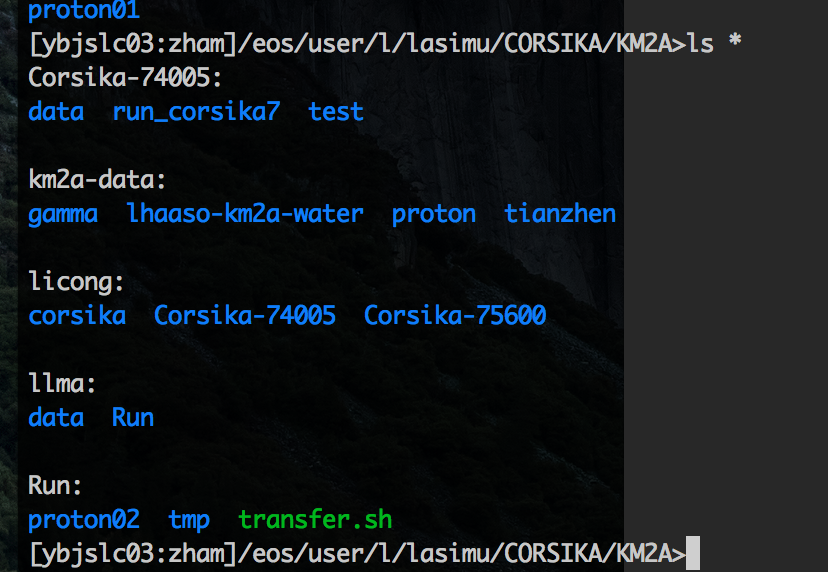 proton01
[ybjslc03:zham]/eos/user/l/lasimu/CORSIKA/KM2A>ls *
Corsika-74005:
data  run_corsika7  test
km2a-data:
gamma  lhaaso-km2a-water  proton  tianzhen
licong:
corsika  Corsika-74005  Corsika-75600
llma:
data  Run
Run:
proton02  tmp  transfer.sh
[ybjslc03:zham]/eos/user/l/lasimu/CORSIKA/KM2A>